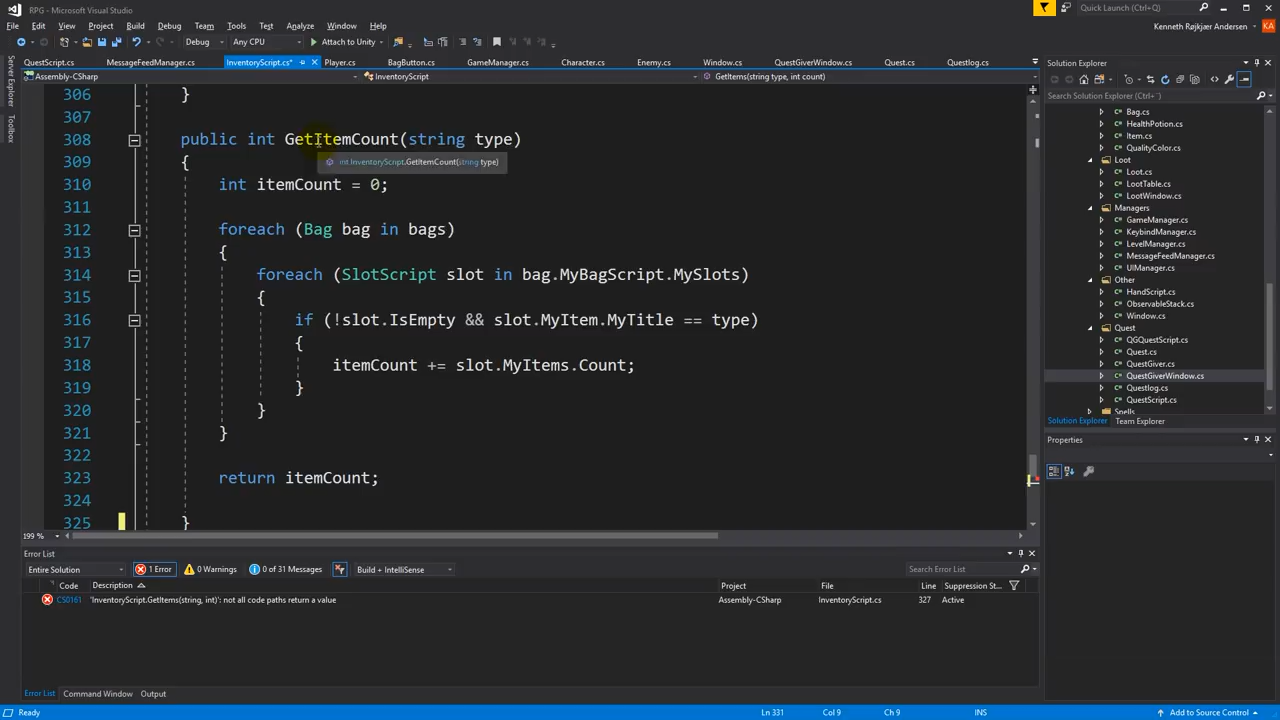 RPG - Microsoft Visual Studio
Quick Launch (Ctrl+Q)
File Edit View Project Build Debug Team Tools Test Analyze Window Help
Kenneth Røjkjær Andersen KA
Debug Any CPU Attach to Unity
QuestScript.cs MessageFeedManager.cs InventoryScript.cs* Player.cs BagButton.cs GameManager.cs Character.cs Enemy.cs Window.cs QuestGiverWindow.cs Quest.cs Questlog.cs
Assembly-CSharp InventoryScript GetItems(string type, int count)
Server Explorer
Toolbox
306 }
307
308 public int GetItemCount(string type)
309 {
int InventoryScript.GetItemCount(string type)
310 int itemCount = 0;
311
312 foreach (Bag bag in bags)
313 {
314 foreach (SlotScript slot in bag.MyBagScript.MySlots)
315 {
316 if (!slot.IsEmpty && slot.MyItem.MyTitle == type)
317 {
318 itemCount += slot.MyItems.Count;
319 }
320 }
321 }
322
323 return itemCount;
324
325 }
199 %
Solution Explorer
Search Solution Explorer (Ctrl+¨)
C# Bag.cs
C# HealthPotion.cs
C# Item.cs
C# QualityColor.cs
Loot
C# Loot.cs
C# LootTable.cs
C# LootWindow.cs
Managers
C# GameManager.cs
C# KeybindManager.cs
C# LevelManager.cs
C# MessageFeedManager.cs
C# UIManager.cs
Other
C# HandScript.cs
C# ObservableStack.cs
C# Window.cs
Quest
C# QGQuestScript.cs
C# Quest.cs
C# QuestGiver.cs
C# QuestGiverWindow.cs
C# Questlog.cs
C# QuestScript.cs
Spells
Solution Explorer Team Explorer
Properties
Error List
Entire Solution 1 Error 0 Warnings 0 of 31 Messages Build + IntelliSense Search Error List
Code Description Project File Line Suppression St...
CS0161 'InventoryScript.GetItems(string, int)': not all code paths return a value Assembly-CSharp InventoryScript.cs 327 Active
Error List Command Window Output
Ready Ln 331 Col 9 Ch 9 INS Add to Source Control